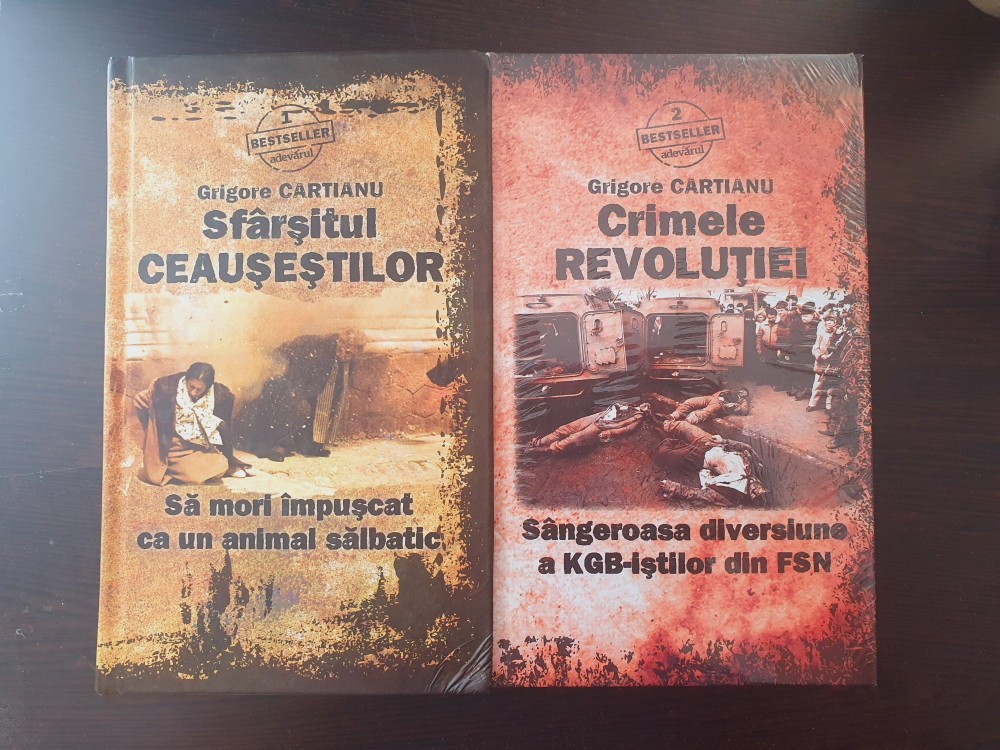 1
BESTSELLER
adevărul
Grigore CARTIANU
Sfârşitul
CEAUŞEŞTILOR
Să mori împuşcat
ca un animal sălbatic
2
BESTSELLER
adevărul
Grigore CARTIANU
Crimele
REVOLUŢIEI
Sângeroasa diversiune
a KGB-iştilor din FSN